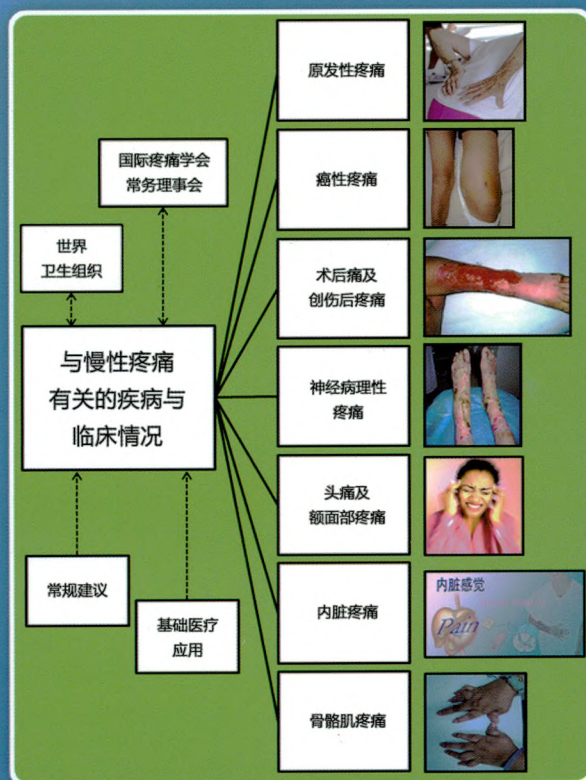 原发性疼痛
国际疼痛学会
常务理事会
癌性疼痛
世界
卫生组织
术后痛及
创伤后疼痛
与慢性疼痛
有关的疾病与
临床情况
神经病理性
疼痛
头痛及
额面部疼痛
常规建议
基础医疗
应用
内脏疼痛
内脏感觉
Pain
骨骼肌疼痛